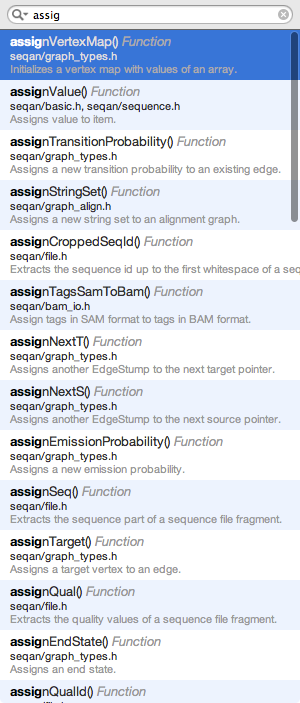 assig
assignVertexMap() Function
seqan/graph_types.h
Initializes a vertex map with values of an array.
assignValue() Function
seqan/basic.h, seqan/sequence.h
Assigns value to item.
assignTransitionProbability() Function
seqan/graph_types.h
Assigns a new transition probability to an existing edge.
assignStringSet() Function
seqan/graph_align.h
Assigns a new string set to an alignment graph.
assignCroppedSeqId() Function
seqan/file.h
Extracts the sequence id up to the first whitespace of a seq
assignTagsSamToBam() Function
seqan/bam_io.h
Assign tags in SAM format to tags in BAM format.
assignNextT() Function
seqan/graph_types.h
Assigns another EdgeStump to the next target pointer.
assignNextS() Function
seqan/graph_types.h
Assigns another EdgeStump to the next source pointer.
assignEmissionProbability() Function
seqan/graph_types.h
Assigns a new emission probability.
assignSeq() Function
seqan/file.h
Extracts the sequence part of a sequence file fragment.
assignTarget() Function
seqan/graph_types.h
Assigns a target vertex to an edge.
assignQual() Function
seqan/file.h
Extracts the quality values of a sequence file fragment.
assignEndState() Function
seqan/graph_types.h
Assigns an end state.
assignQualId() Function